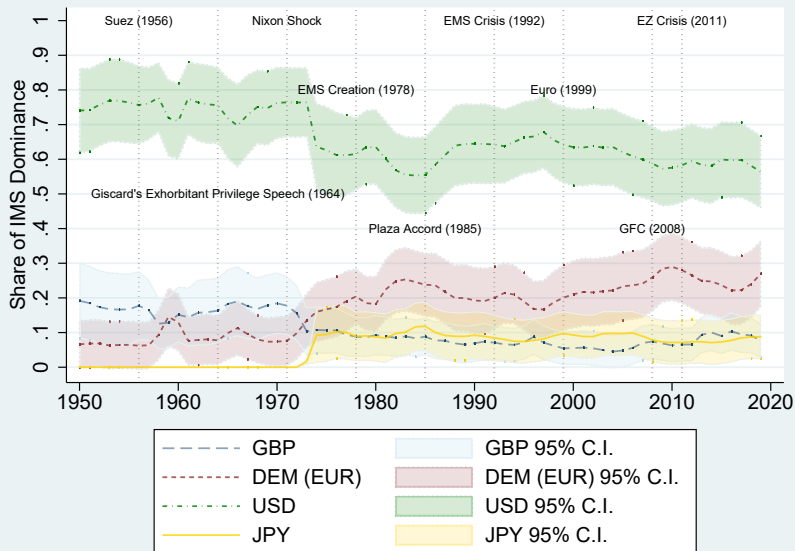 Suez (1956) Nixon Shock EMS Crisis (1992) EZ Crisis (2011)
EMS Creation (1978) Euro (1999)
Giscard's Exhorbitant Privilege Speech (1964)
Plaza Accord (1985) GFC (2008)
Share of IMS Dominance
1
.9
.8
.7
.6
.5
.4
.3
.2
.1
0
1950 1960 1970 1980 1990 2000 2010 2020
GBP GBP 95% C.I.
DEM (EUR) DEM (EUR) 95% C.I.
USD USD 95% C.I.
JPY JPY 95% C.I.